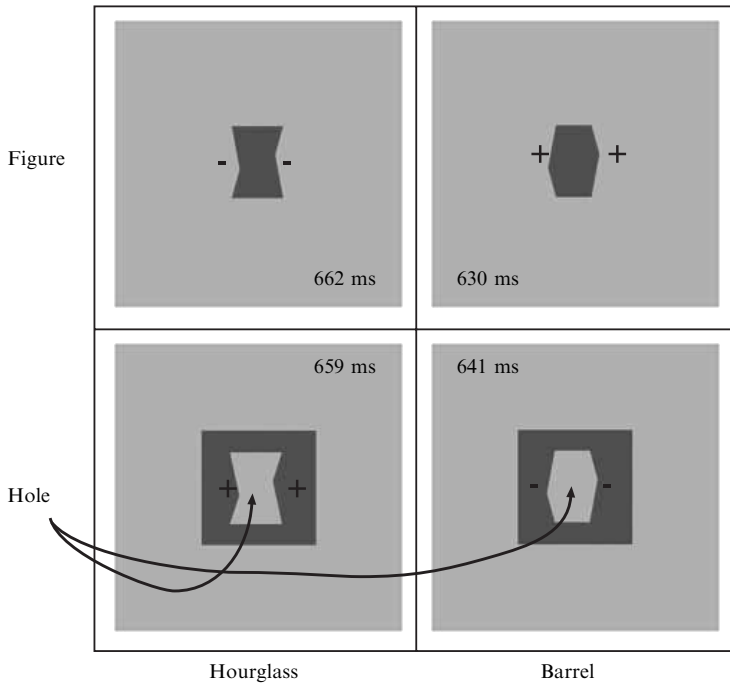 Figure
- -
+ +
662 ms 630 ms
659 ms 641 ms
Hole
+ +
- -
Hourglass Barrel